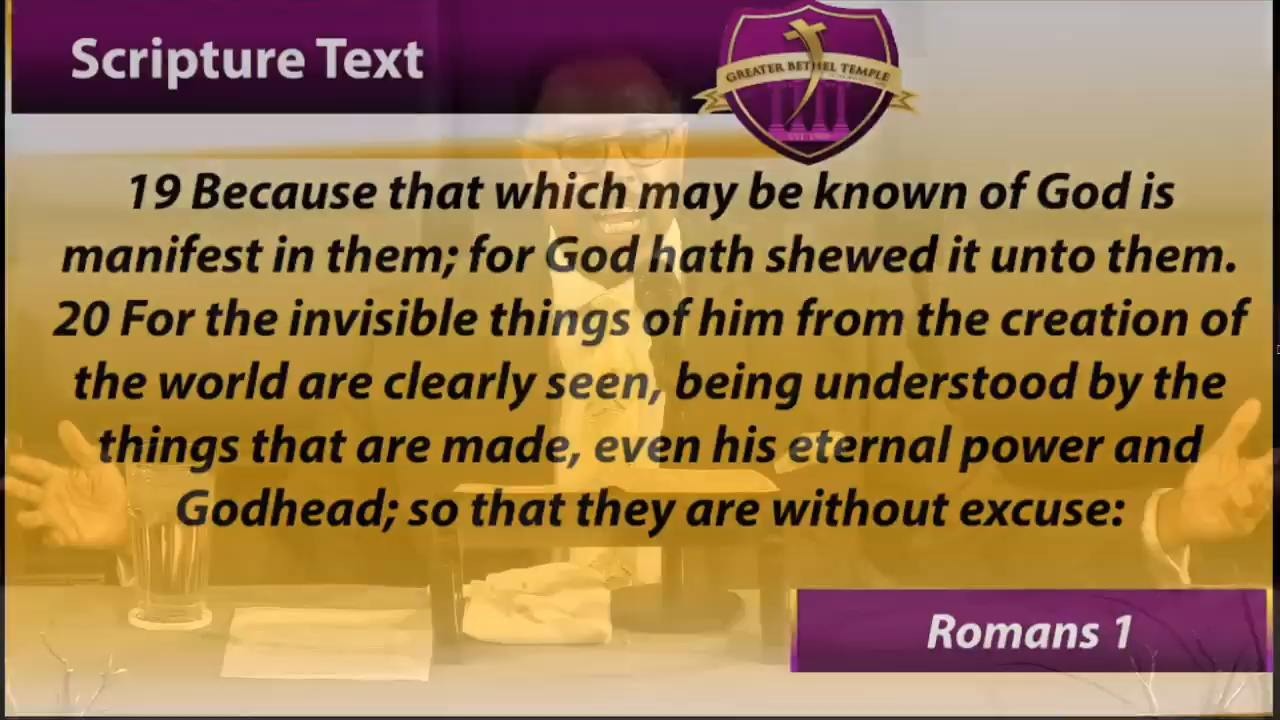 Scripture Text
GREATER BETHEL TEMPLE
19 Because that which may be known of God is
manifest in them; for God hath shewed it unto them.
20 For the invisible things of him from the creation of
the world are clearly seen, being understood by the
things that are made, even his eternal power and
Godhead; so that they are without excuse:
Romans 1